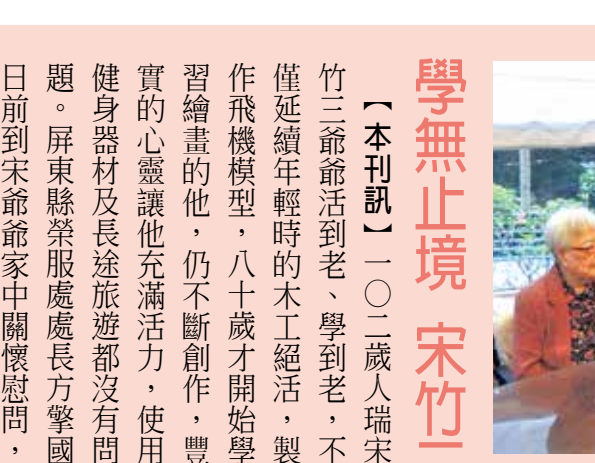 學無止境 宋竹
【本刊訊】一〇二歲人瑞宋
竹三爺爺活到老、學到老，不
僅延續年輕時的木工絕活，製
作飛機模型，八十歲才開始學
習繪畫的他，仍不斷創作，豐
實的心靈讓他充滿活力，使用
健身器材及長途旅遊都沒有問
題。屏東縣榮服處處長方擎國
日前到宋爺爺家中關懷慰問，